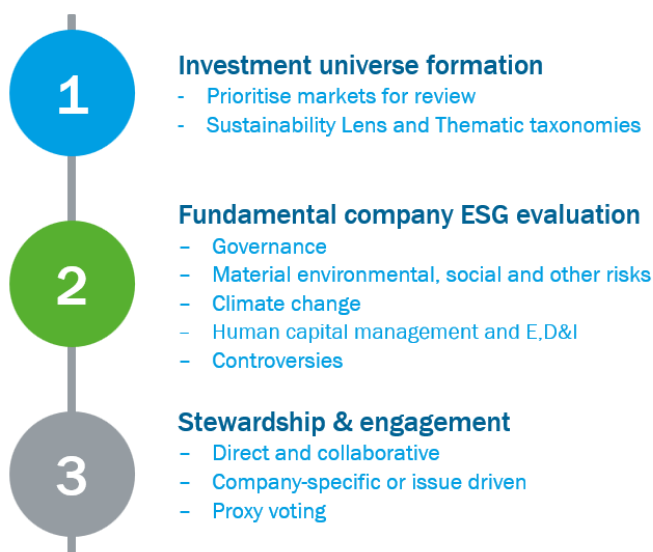 1
Investment universe formation
- Prioritise markets for review
- Sustainability Lens and Thematic taxonomies
2
Fundamental company ESG evaluation
– Governance
– Material environmental, social and other risks
– Climate change
– Human capital management and E,D&I
– Controversies
3
Stewardship & engagement
– Direct and collaborative
– Company-specific or issue driven
– Proxy voting